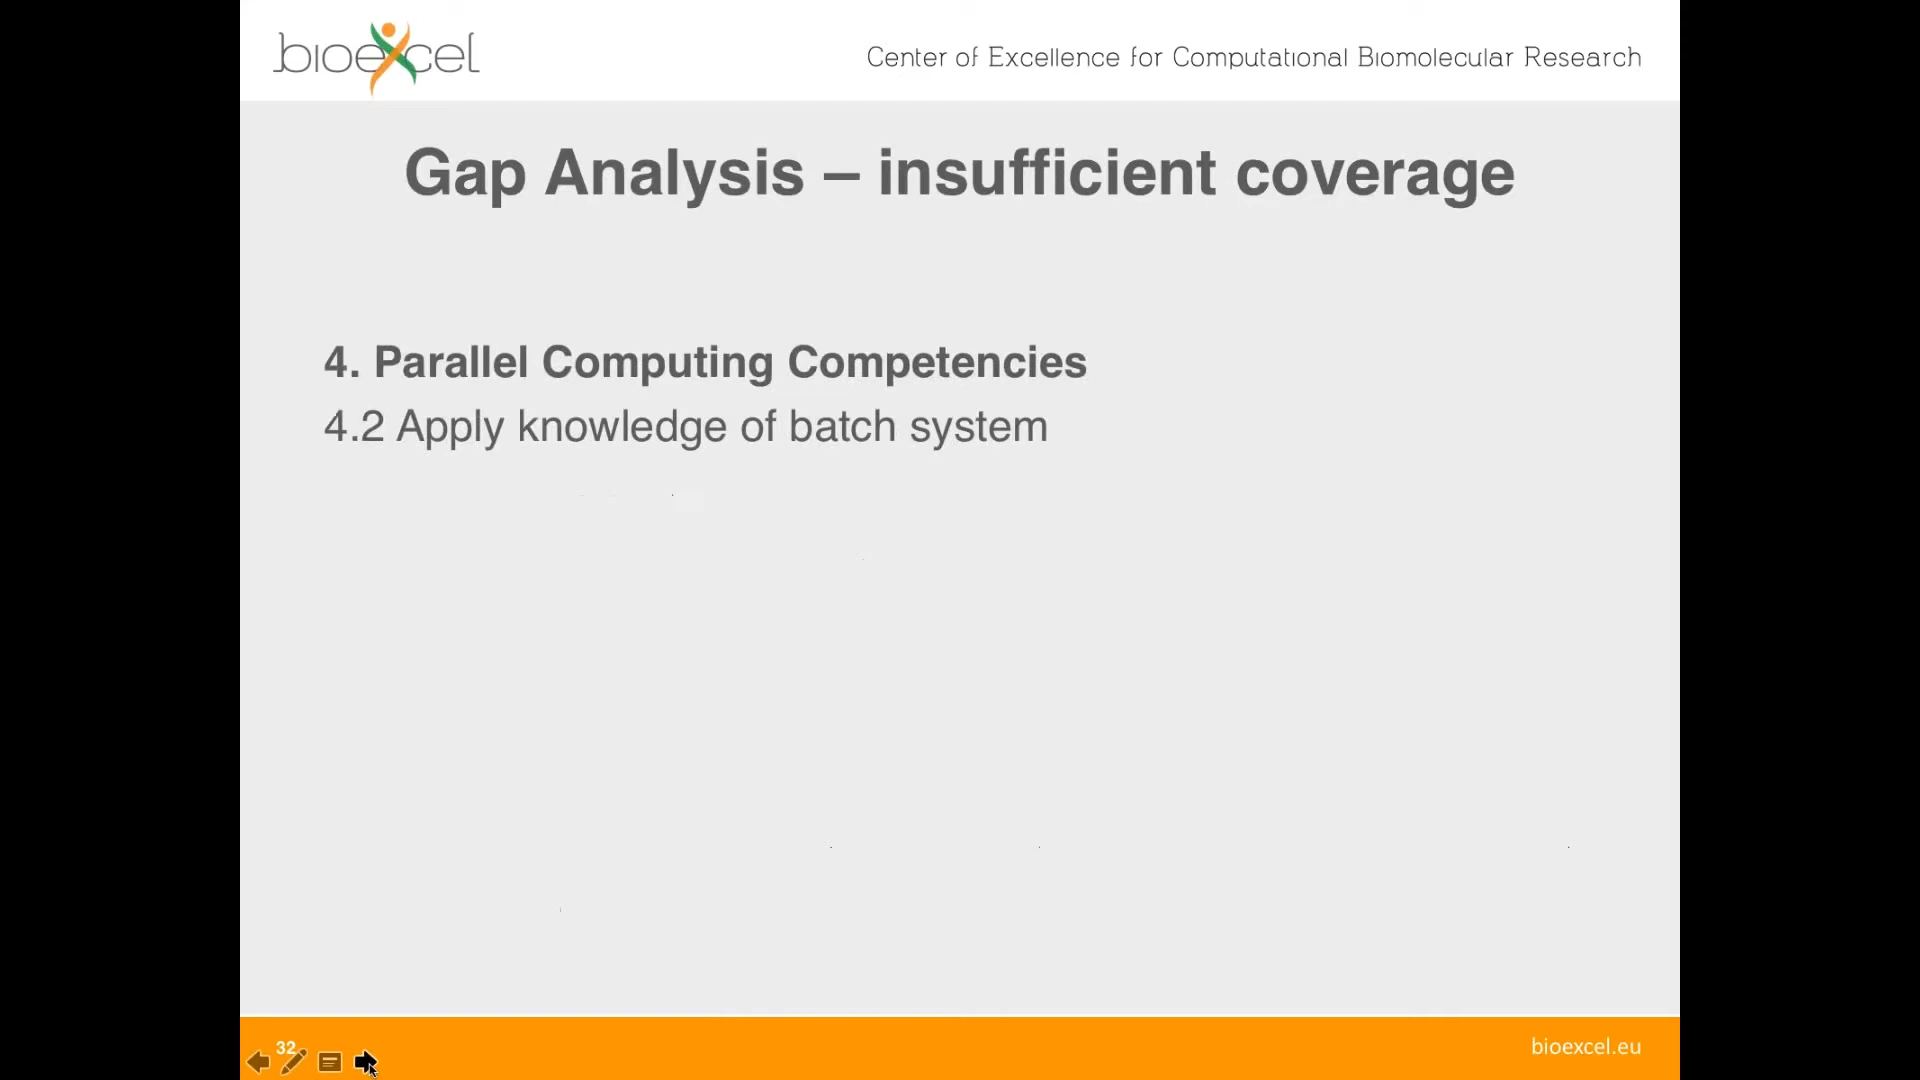 bioexcel
Center of Excellence for Computational Biomolecular Research
Gap Analysis – insufficient coverage
4. Parallel Computing Competencies
4.2 Apply knowledge of batch system
32
bioexcel.eu